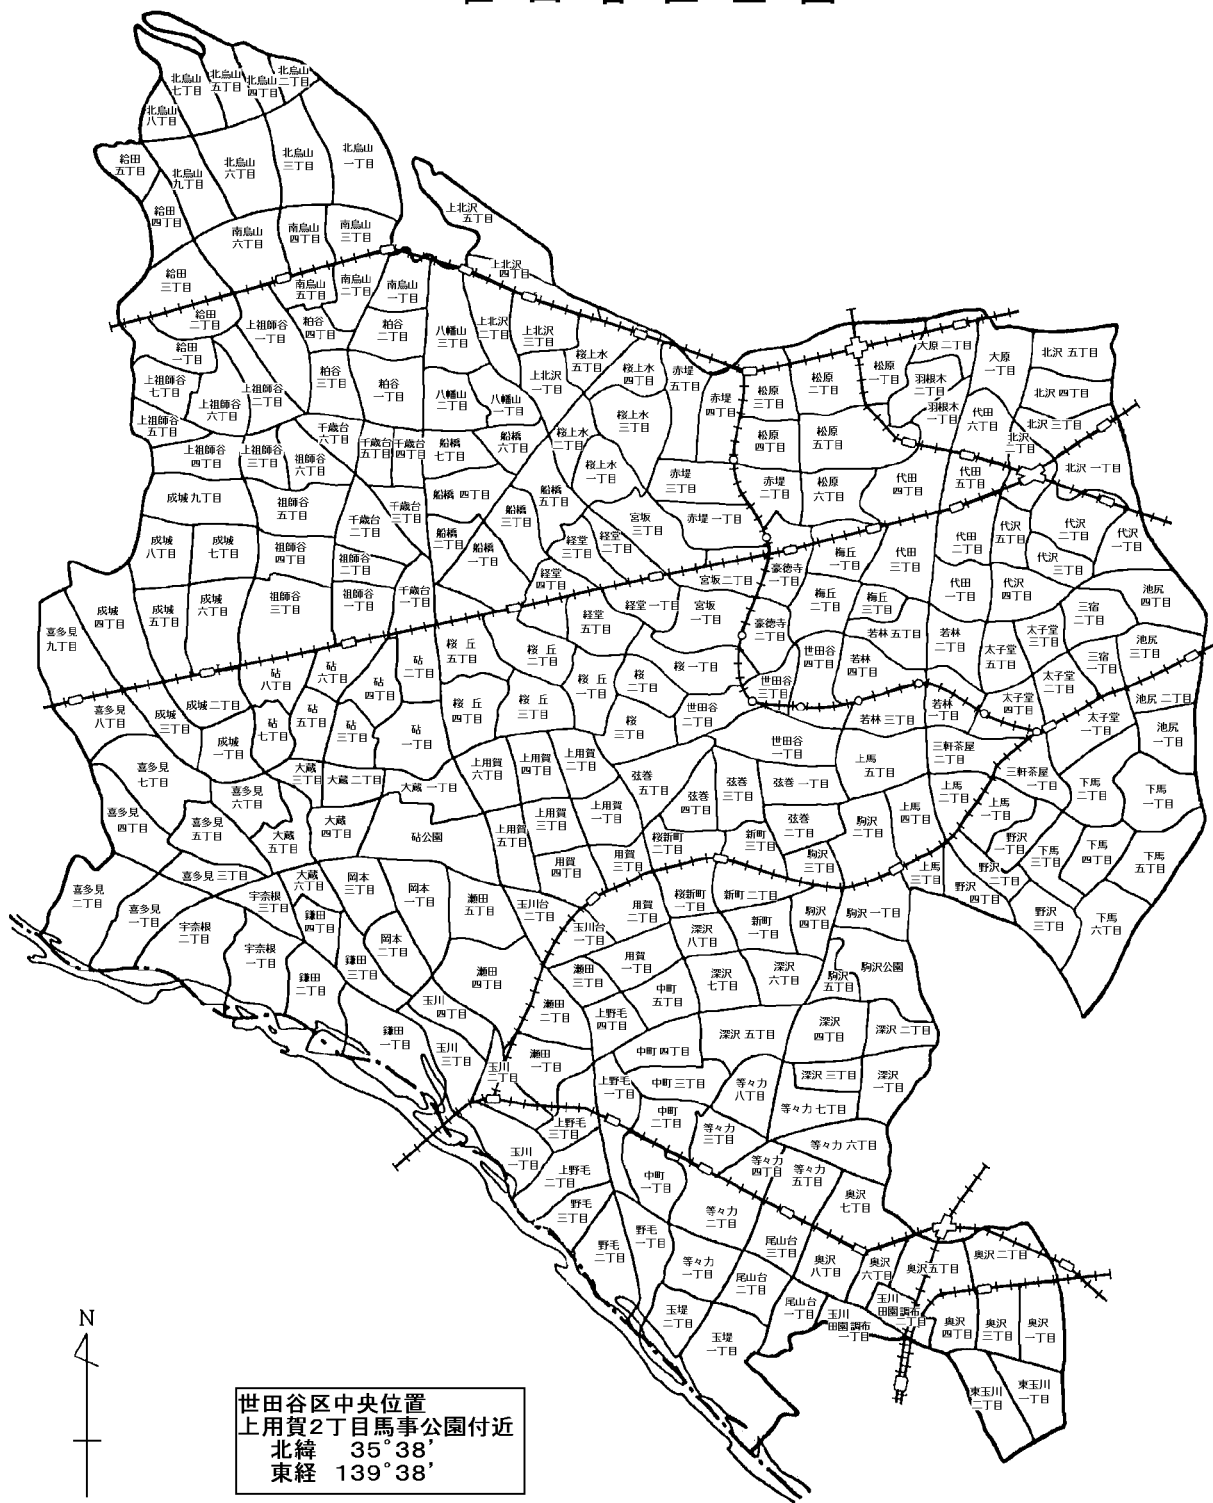 北烏山
七丁目
北烏山
五丁目
北烏山
四丁目
北烏山
二丁目
北烏山
八丁目
北烏山
九丁目
北烏山
六丁目
北烏山
三丁目
北烏山
一丁目
給田
五丁目
給田
四丁目
給田
三丁目
給田
二丁目
給田
一丁目
南烏山
六丁目
南烏山
四丁目
南烏山
三丁目
南烏山
五丁目
南烏山
二丁目
南烏山
一丁目
上北沢
五丁目
上北沢
四丁目
上北沢
二丁目
上北沢
三丁目
上北沢
一丁目
上祖師谷
一丁目
粕谷
四丁目
粕谷
二丁目
粕谷
三丁目
粕谷
一丁目
八幡山
三丁目
八幡山
二丁目
八幡山
一丁目
上祖師谷
七丁目
上祖師谷
六丁目
上祖師谷
二丁目
上祖師谷
五丁目
上祖師谷
四丁目
上祖師谷
三丁目
祖師谷
六丁目
千歳台
六丁目
千歳台
五丁目
千歳台
四丁目
船橋
七丁目
船橋
六丁目
桜上水
五丁目
桜上水
四丁目
桜上水
三丁目
桜上水
二丁目
桜上水
一丁目
赤堤
五丁目
赤堤
四丁目
赤堤
三丁目
赤堤
二丁目
赤堤 一丁目
松原
三丁目
松原
二丁目
松原
一丁目
松原
四丁目
松原
五丁目
松原
六丁目
大原 二丁目
大原
一丁目
羽根木
二丁目
羽根木
一丁目
北沢 五丁目
北沢 四丁目
北沢 三丁目
北沢
二丁目
北沢 一丁目
代田
六丁目
代田
五丁目
代田
四丁目
代田
三丁目
代田
二丁目
代田
一丁目
代沢
五丁目
代沢
二丁目
代沢
一丁目
代沢
三丁目
代沢
四丁目
成城 九丁目
成城
八丁目
成城
七丁目
成城
六丁目
成城
五丁目
成城
四丁目
成城
三丁目
成城 二丁目
成城
一丁目
祖師谷
五丁目
祖師谷
四丁目
祖師谷
三丁目
祖師谷
二丁目
祖師谷
一丁目
千歳台
三丁目
千歳台
二丁目
千歳台
一丁目
船橋 四丁目
船橋
五丁目
船橋
三丁目
船橋
二丁目
船橋
一丁目
経堂
三丁目
経堂
二丁目
経堂
四丁目
経堂
五丁目
経堂 一丁目
宮坂
三丁目
宮坂 二丁目
宮坂
一丁目
豪徳寺
一丁目
豪徳寺
二丁目
梅丘
一丁目
梅丘
二丁目
梅丘
三丁目
世田谷
四丁目
世田谷
三丁目
世田谷
二丁目
世田谷
一丁目
若林 五丁目
若林
四丁目
若林 三丁目
若林
二丁目
若林
一丁目
太子堂
五丁目
太子堂
三丁目
太子堂
二丁目
太子堂
四丁目
太子堂
一丁目
三宿
二丁目
三宿
一丁目
池尻
四丁目
池尻
三丁目
池尻 二丁目
池尻
一丁目
喜多見
九丁目
喜多見
八丁目
喜多見
七丁目
喜多見
六丁目
喜多見
五丁目
喜多見
四丁目
喜多見 三丁目
喜多見
二丁目
喜多見
一丁目
砧
八丁目
砧
七丁目
砧
六丁目
砧
五丁目
砧
四丁目
砧
三丁目
砧
二丁目
砧
一丁目
桜 丘
五丁目
桜 丘
二丁目
桜 丘
一丁目
桜 丘
四丁目
桜 丘
三丁目
桜 一丁目
桜
二丁目
桜
三丁目
大蔵
三丁目
大蔵 二丁目
大蔵 一丁目
大蔵
四丁目
大蔵
五丁目
大蔵
六丁目
砧公園
上用賀
六丁目
上用賀
四丁目
上用賀
二丁目
上用賀
三丁目
上用賀
一丁目
上用賀
五丁目
用賀
四丁目
用賀
三丁目
用賀
二丁目
用賀
一丁目
弦巻
五丁目
弦巻
四丁目
弦巻
三丁目
弦巻 一丁目
弦巻
二丁目
桜新町
二丁目
桜新町
一丁目
新町
三丁目
新町 二丁目
新町
一丁目
駒沢
二丁目
駒沢
三丁目
駒沢
四丁目
駒沢 一丁目
駒沢
五丁目
駒沢公園
上馬
五丁目
上馬
四丁目
上馬
二丁目
上馬
一丁目
上馬
三丁目
三軒茶屋
二丁目
三軒茶屋
一丁目
野沢
一丁目
野沢
二丁目
野沢
四丁目
野沢
三丁目
下馬
二丁目
下馬
一丁目
下馬
三丁目
下馬
四丁目
下馬
五丁目
下馬
六丁目
宇奈根
三丁目
宇奈根
二丁目
宇奈根
一丁目
鎌田
四丁目
鎌田
三丁目
鎌田
二丁目
鎌田
一丁目
岡本
三丁目
岡本
一丁目
岡本
二丁目
瀬田
五丁目
瀬田
四丁目
瀬田
三丁目
瀬田
二丁目
瀬田
一丁目
玉川台
二丁目
玉川台
一丁目
玉川
四丁目
玉川
三丁目
玉川
二丁目
玉川
一丁目
深沢
八丁目
深沢
七丁目
深沢
六丁目
深沢 五丁目
深沢
四丁目
深沢 二丁目
深沢 三丁目
深沢
一丁目
中町
五丁目
中町 四丁目
中町 三丁目
中町
二丁目
中町
一丁目
上野毛
四丁目
上野毛
一丁目
上野毛
三丁目
上野毛
二丁目
野毛
三丁目
野毛
二丁目
野毛
一丁目
等々力
八丁目
等々力 七丁目
等々力 六丁目
等々力
三丁目
等々力
四丁目
等々力
五丁目
等々力
二丁目
等々力
一丁目
尾山台
三丁目
尾山台
二丁目
尾山台
一丁目
玉堤
二丁目
玉堤
一丁目
奥沢
七丁目
奥沢
八丁目
奥沢
六丁目
奥沢 五丁目
奥沢 二丁目
奥沢
四丁目
奥沢
三丁目
奥沢
一丁目
玉川
田園調布
二丁目
玉川
田園調布
一丁目
東玉川
二丁目
東玉川
一丁目
N
世田谷区中央位置
上用賀2丁目馬事公園付近
北緯 35°38'
東経 139°38'